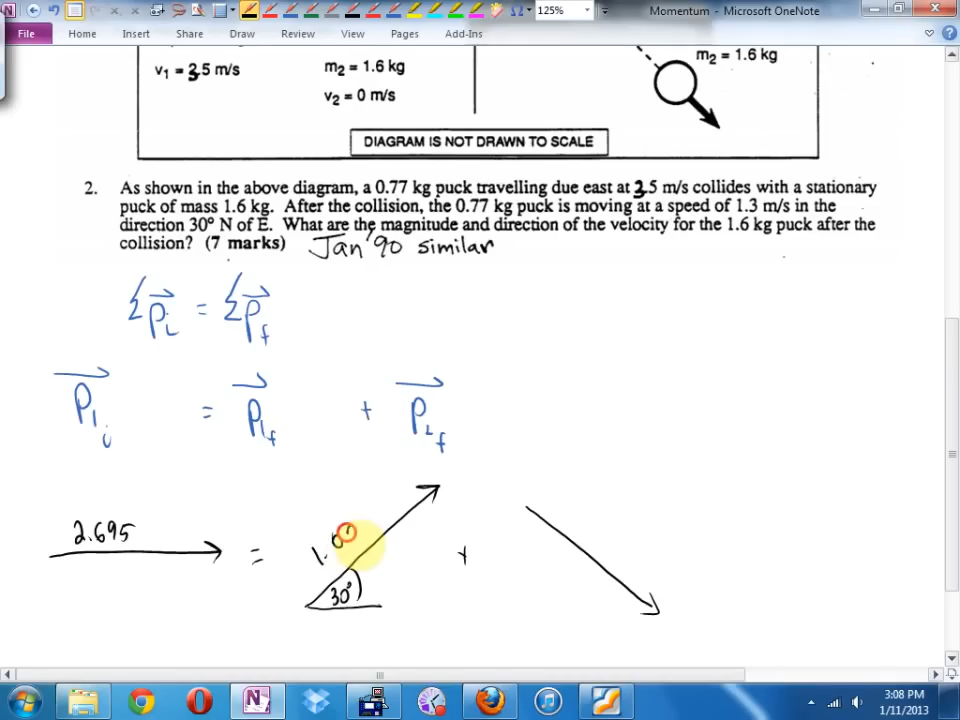 125%
Momentum - Microsoft OneNote
File Home Insert Share Draw Review View Pages Add-Ins
v₁ = 3.5 m/s
m₂ = 1.6 kg
v₂ = 0 m/s
m₂ = 1.6 kg
DIAGRAM IS NOT DRAWN TO SCALE
2. As shown in the above diagram, a 0.77 kg puck travelling due east at 3.5 m/s collides with a stationary
puck of mass 1.6 kg. After the collision, the 0.77 kg puck is moving at a speed of 1.3 m/s in the
direction 30° N of E. What are the magnitude and direction of the velocity for the 1.6 kg puck after the
collision? (7 marks) Jan '90 similar
Σp⃗i = Σp⃗f
P⃗1i = P⃗1f + P⃗2f
2.695 = 1.0 +
30°
3:08 PM
1/11/2013